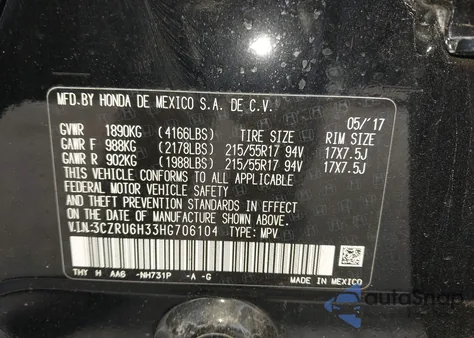 MFD.BY HONDA DE MEXICO S.A. DE C.V.
05/'17
GVWR 1890KG (4166LBS) TIRE SIZE RIM SIZE
GAWR F 988KG (2178LBS) 215/55R17 94V 17X7.5J
GAWR R 902KG (1988LBS) 215/55R17 94V 17X7.5J
THIS VEHICLE CONFORMS TO ALL APPLICABLE
FEDERAL MOTOR VEHICLE SAFETY
AND THEFT PREVENTION STANDARDS IN EFFECT
ON THE DATE OF MANUFACTURE SHOWN ABOVE.
V.I.N:3CZRU6H33HG706104 TYPE: MPV
THY H AA6 -NH731P -A -G
MADE IN MEXICO
autoSnap